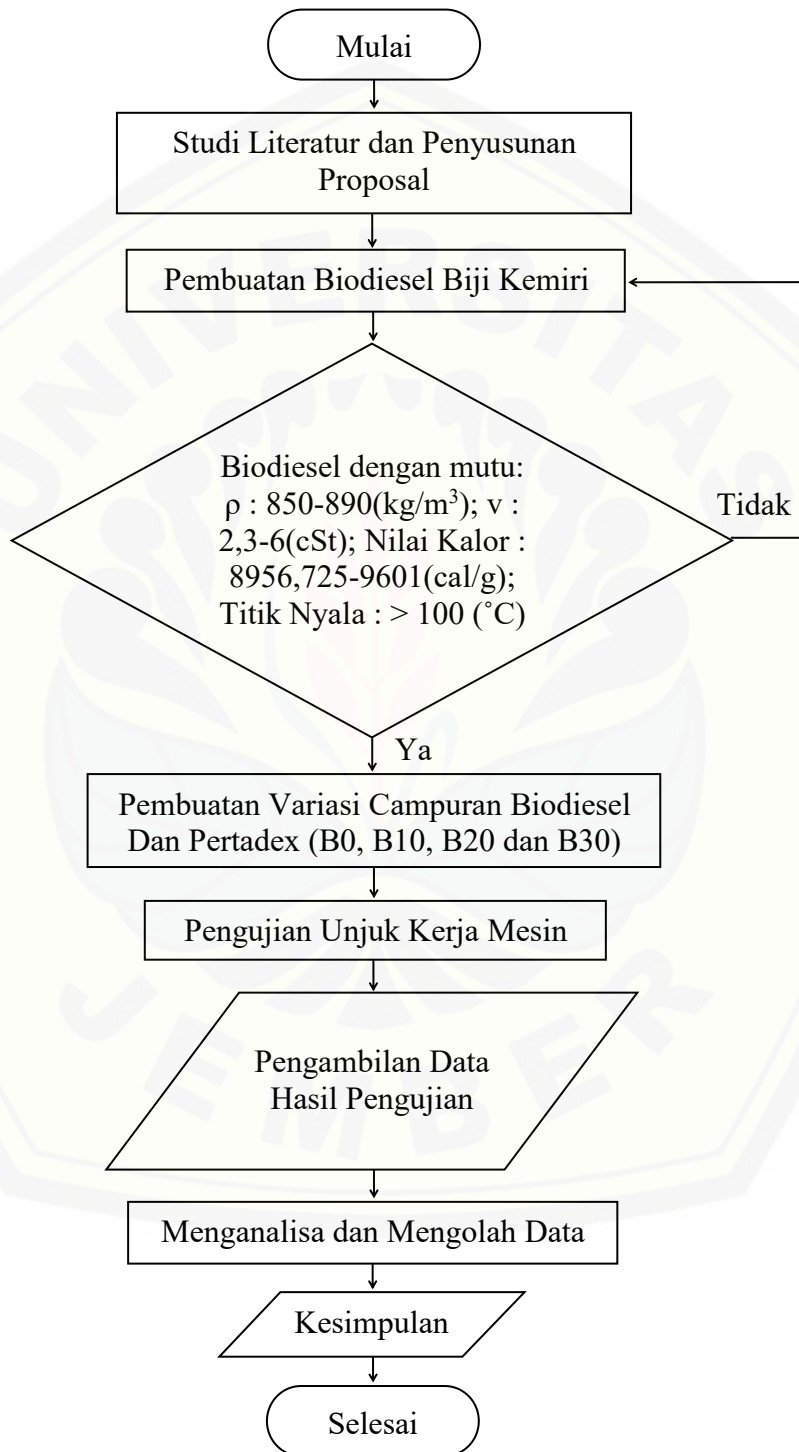 Mulai
Studi Literatur dan Penyusunan
Proposal
Pembuatan Biodiesel Biji Kemiri
Biodiesel dengan mutu:
ρ : 850-890(kg/m³); v :
2,3-6(cSt); Nilai Kalor :
8956,725-9601(cal/g);
Titik Nyala : > 100 (˚C)
Tidak
Ya
Pembuatan Variasi Campuran Biodiesel
Dan Pertadex (B0, B10, B20 dan B30)
Pengujian Unjuk Kerja Mesin
Pengambilan Data
Hasil Pengujian
Menganalisa dan Mengolah Data
Kesimpulan
Selesai
UNIVERSITAS
JEMBER